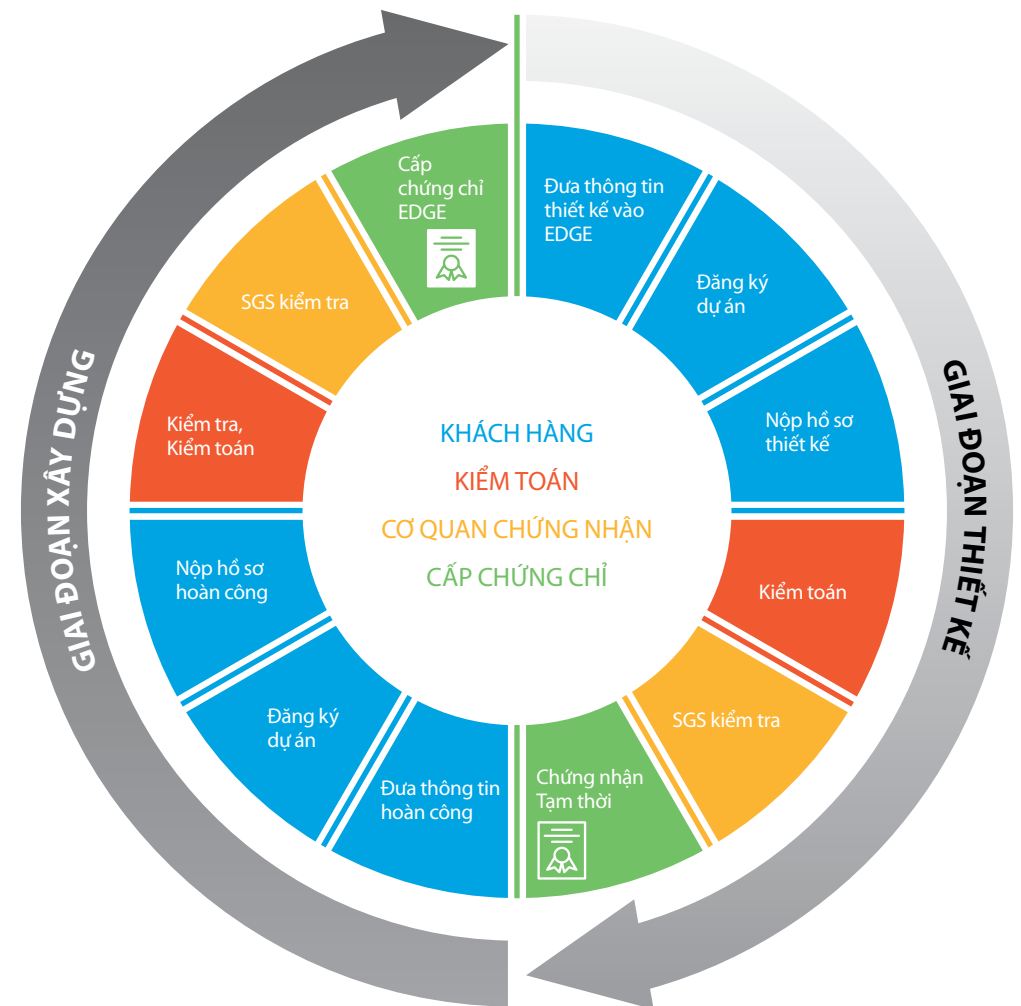 Cấp
chứng chỉ
EDGE
Đưa thông tin
thiết kế vào
EDGE
Đăng ký
dự án
Nộp hồ sơ
thiết kế
Kiểm toán
SGS kiểm tra
Chứng nhận
Tạm thời
Đưa thông tin
hoàn công
Đăng ký
dự án
Nộp hồ sơ
hoàn công
Kiểm tra,
Kiểm toán
SGS kiểm tra
KHÁCH HÀNG
KIỂM TOÁN
CƠ QUAN CHỨNG NHẬN
CẤP CHỨNG CHỈ
GIAI ĐOẠN THIẾT KẾ
GIAI ĐOẠN XÂY DỰNG